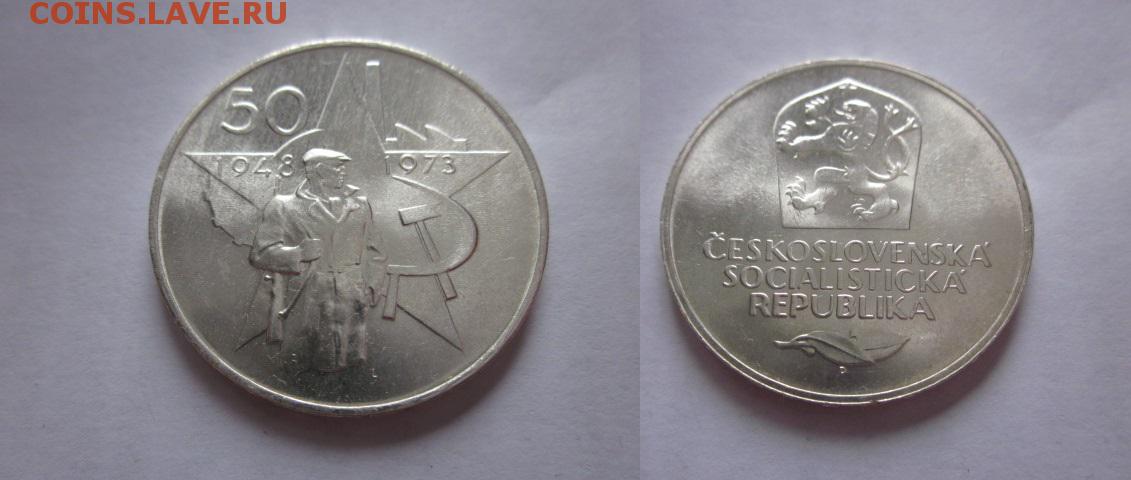 COINS.LAVE.RU
50
1948 1973
ČESKOSLOVENSKÁ
SOCIALISTICKÁ
REPUBLIKA